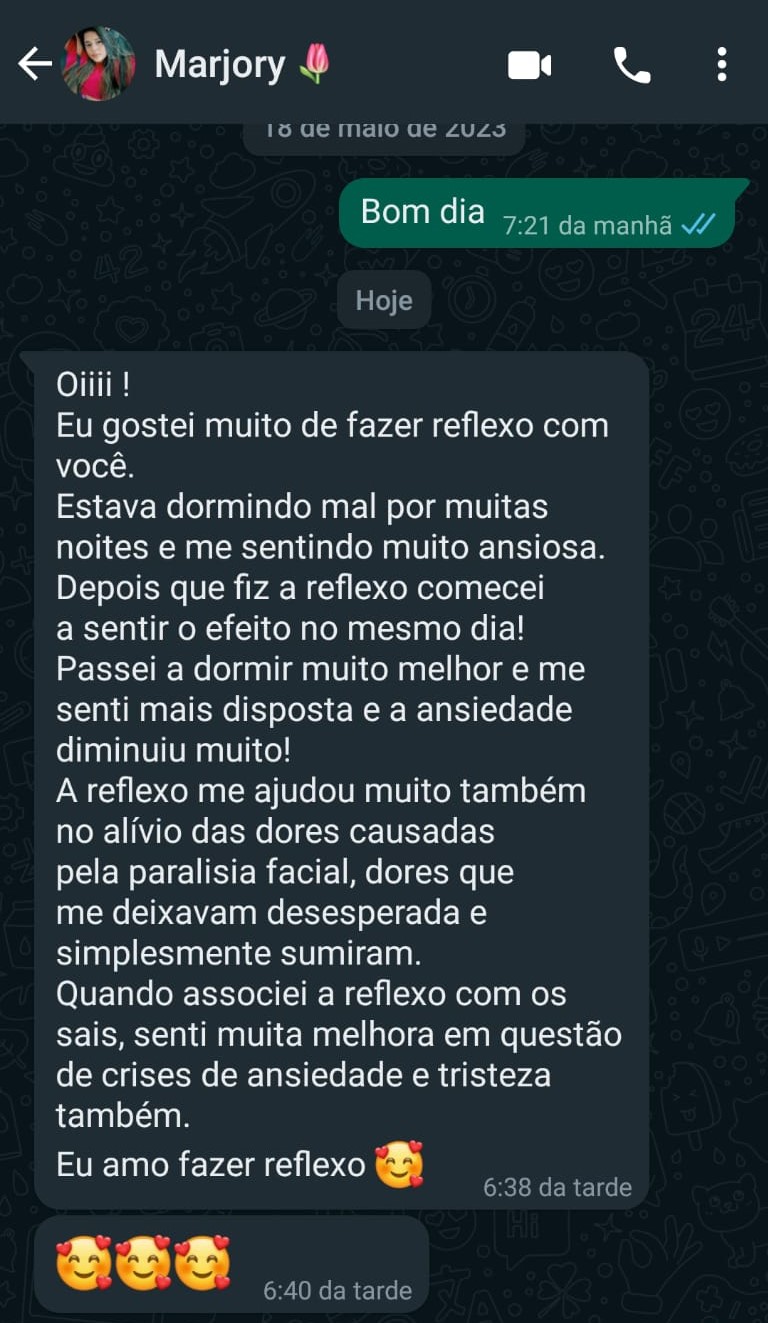 Marjory
18 de maio de 2023
Bom dia
7:21 da manhã
Hoje
Oiiii !
Eu gostei muito de fazer reflexo com
você.
Estava dormindo mal por muitas
noites e me sentindo muito ansiosa.
Depois que fiz a reflexo comecei
a sentir o efeito no mesmo dia!
Passei a dormir muito melhor e me
senti mais disposta e a ansiedade
diminuiu muito!
A reflexo me ajudou muito também
no alívio das dores causadas
pela paralisia facial, dores que
me deixavam desesperada e
simplesmente sumiram.
Quando associei a reflexo com os
sais, senti muita melhora em questão
de crises de ansiedade e tristeza
também.
Eu amo fazer reflexo 🥰
6:38 da tarde
🥰🥰🥰
6:40 da tarde